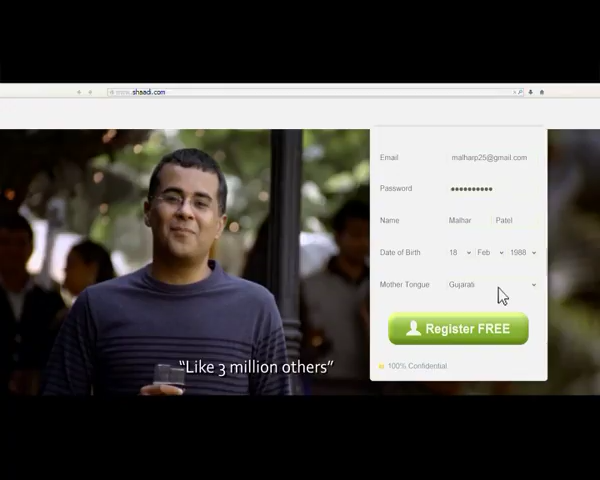 www.shaadi.com
Email malharp25@gmail.com
Password ••••••••••
Name Malhar Patel
Date of Birth 18 Feb 1988
Mother Tongue Gujarati
Register FREE
100% Confidential
“Like 3 million others”